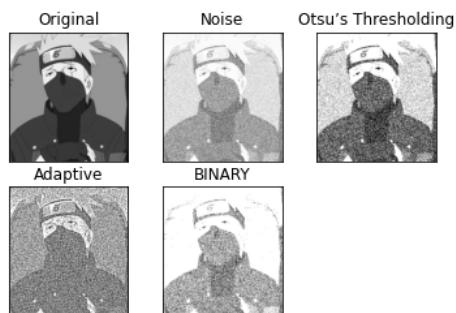 Original
Noise
Otsu’s Thresholding
Adaptive
BINARY